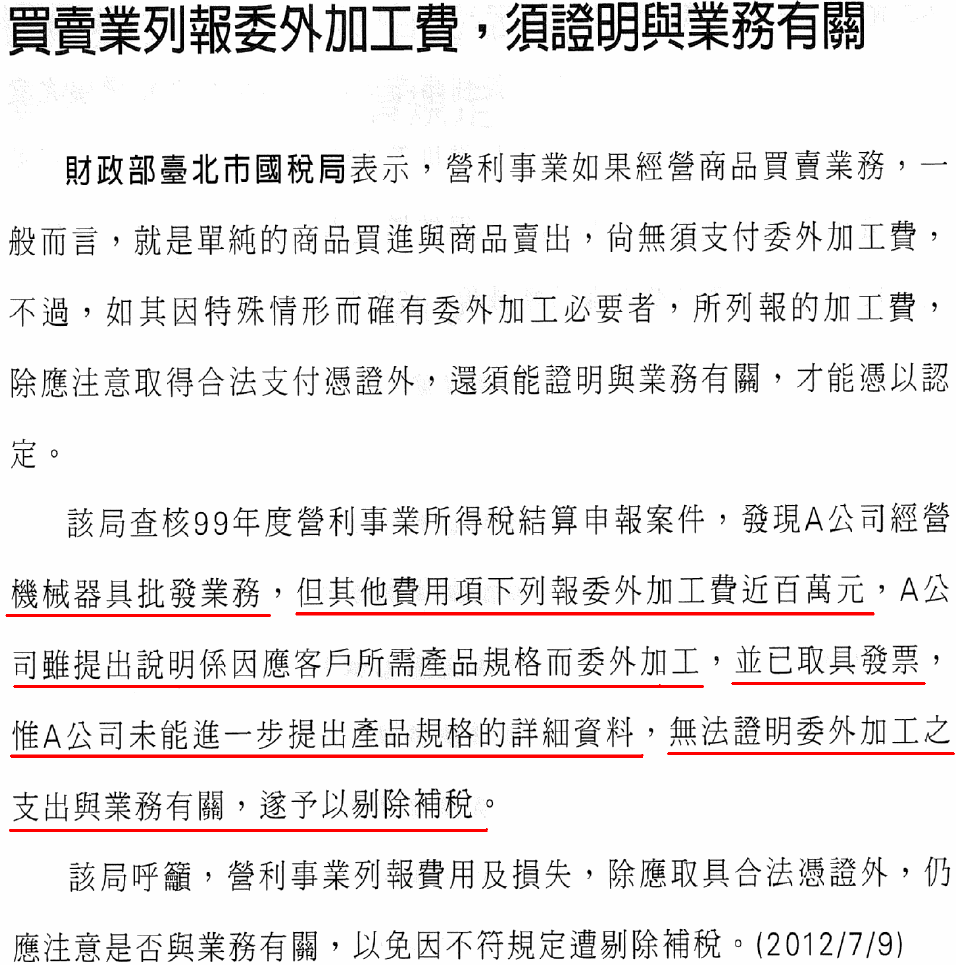 買賣業列報委外加工費，須證明與業務有關
財政部臺北市國稅局表示，營利事業如果經營商品買賣業務，一
般而言，就是單純的商品買進與商品賣出，尚無須支付委外加工費，
不過，如其因特殊情形而確有委外加工必要者，所列報的加工費，
除應注意取得合法支付憑證外，還須能證明與業務有關，才能憑以認
定。
該局查核99年度營利事業所得稅結算申報案件，發現A公司經營
機械器具批發業務，但其他費用項下列報委外加工費近百萬元，A公
司雖提出說明係因應客戶所需產品規格而委外加工，並已取具發票，
惟A公司未能進一步提出產品規格的詳細資料，無法證明委外加工之
支出與業務有關，遂予以剔除補稅。
該局呼籲，營利事業列報費用及損失，除應取具合法憑證外，仍
應注意是否與業務有關，以免因不符規定遭剔除補稅。(2012/7/9)